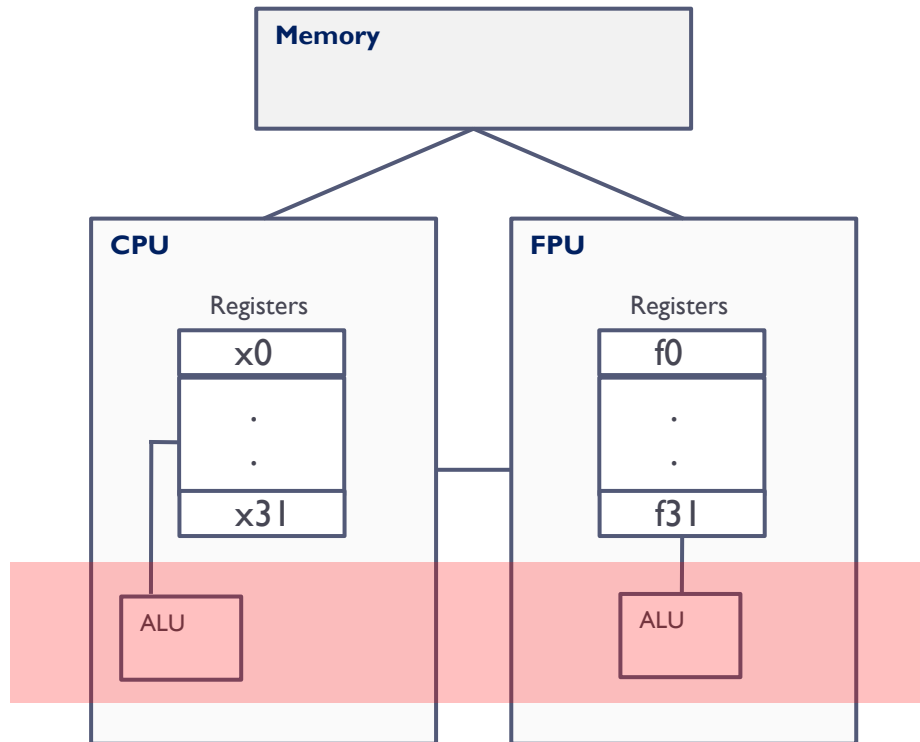 Memory
CPU
Registers
x0
.
.
x31
ALU
FPU
Registers
f0
.
.
f31
ALU